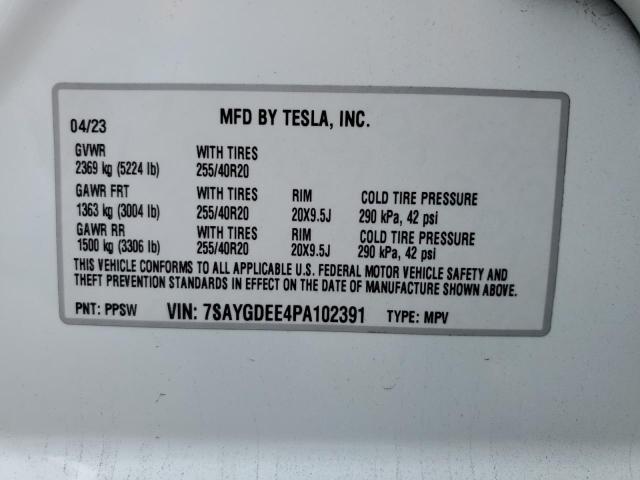 MFD BY TESLA, INC.
04/23
GVWR WITH TIRES
2369 kg (5224 lb) 255/40R20
GAWR FRT WITH TIRES RIM COLD TIRE PRESSURE
1363 kg (3004 lb) 255/40R20 20X9.5J 290 kPa, 42 psi
GAWR RR WITH TIRES RIM COLD TIRE PRESSURE
1500 kg (3306 lb) 255/40R20 20X9.5J 290 kPa, 42 psi
THIS VEHICLE CONFORMS TO ALL APPLICABLE U.S. FEDERAL MOTOR VEHICLE SAFETY AND
THEFT PREVENTION STANDARDS IN EFFECT ON THE DATE OF MANUFACTURE SHOWN ABOVE.
PNT: PPSW VIN: 7SAYGDEE4PA102391 TYPE: MPV